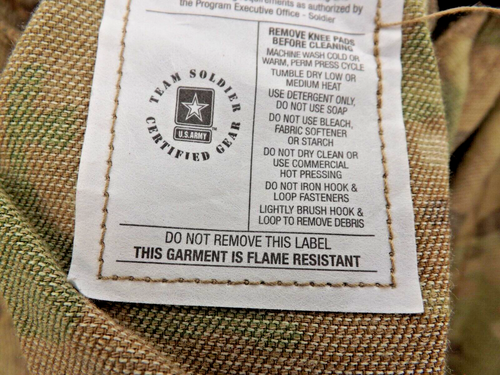 requirements as authorized by
the Program Executive Office - Soldier
TEAM SOLDIER
CERTIFIED GEAR
U.S.ARMY
REMOVE KNEE PADS
BEFORE CLEANING
MACHINE WASH COLD OR
WARM, PERM PRESS CYCLE
TUMBLE DRY LOW OR
MEDIUM HEAT
USE DETERGENT ONLY,
DO NOT USE SOAP
DO NOT USE BLEACH,
FABRIC SOFTENER
OR STARCH
DO NOT DRY CLEAN OR
USE COMMERCIAL
HOT PRESSING
DO NOT IRON HOOK &
LOOP FASTENERS
LIGHTLY BRUSH HOOK &
LOOP TO REMOVE DEBRIS
DO NOT REMOVE THIS LABEL
THIS GARMENT IS FLAME RESISTANT